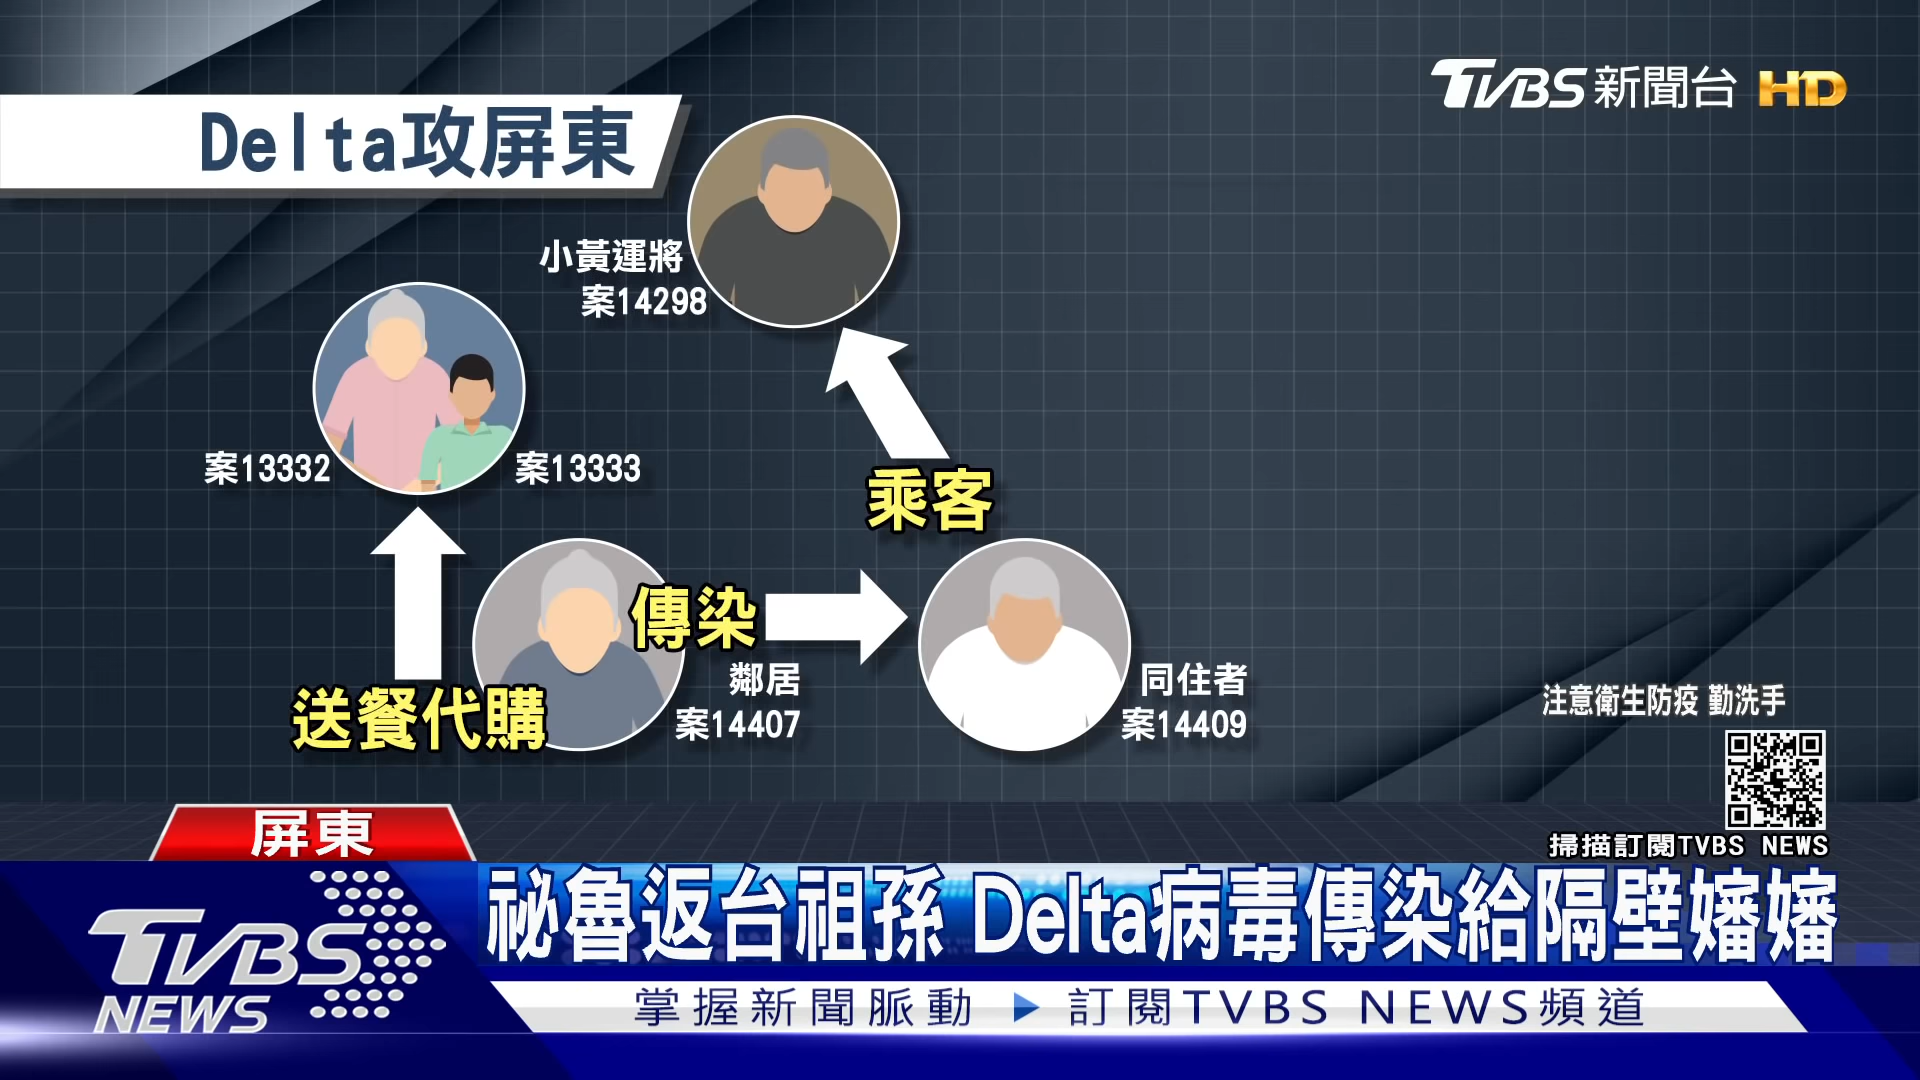 TVBS新聞台 HD
Delta攻屏東
小黃運將
案14298
案13332
案13333
乘客
傳染
鄰居
案14407
同住者
案14409
送餐代購
注意衛生防疫 勤洗手
掃描訂閱TVBS NEWS
屏東
祕魯返台祖孫 Delta病毒傳染給隔壁嬸嬸
TVBS
NEWS
掌握新聞脈動 ▶ 訂閱TVBS NEWS頻道